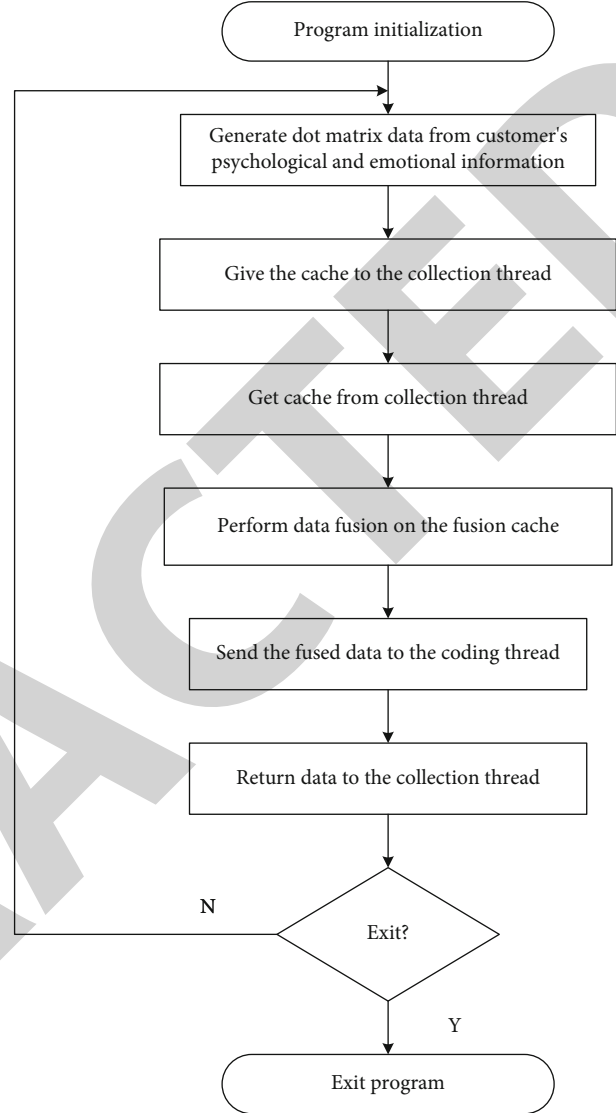 Program initialization
Generate dot matrix data from customer's
psychological and emotional information
Give the cache to the collection thread
Get cache from collection thread
Perform data fusion on the fusion cache
Send the fused data to the coding thread
Return data to the collection thread
N
Exit?
Y
Exit program
ACTED